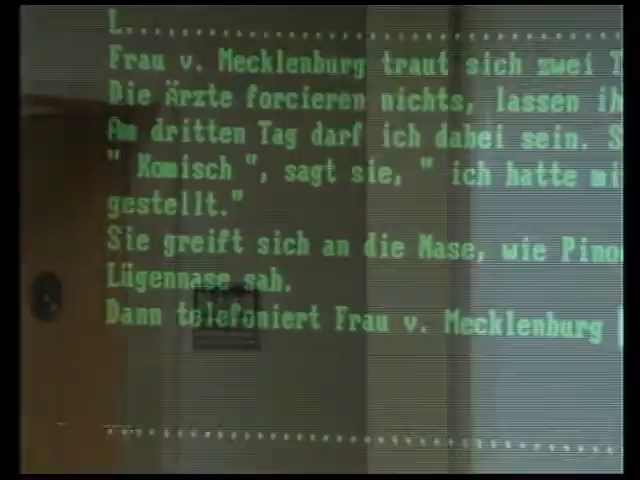 L
Frau v. Mecklenburg traut sich zwei T
Die Ärzte forcieren nichts, lassen ih
Am dritten Tag darf ich dabei sein. S
" Komisch ", sagt sie, " ich hatte mi
gestellt."
Sie greift sich an die Nase, wie Pino
Lügennase sah.
Dann telefoniert Frau v. Mecklenburg